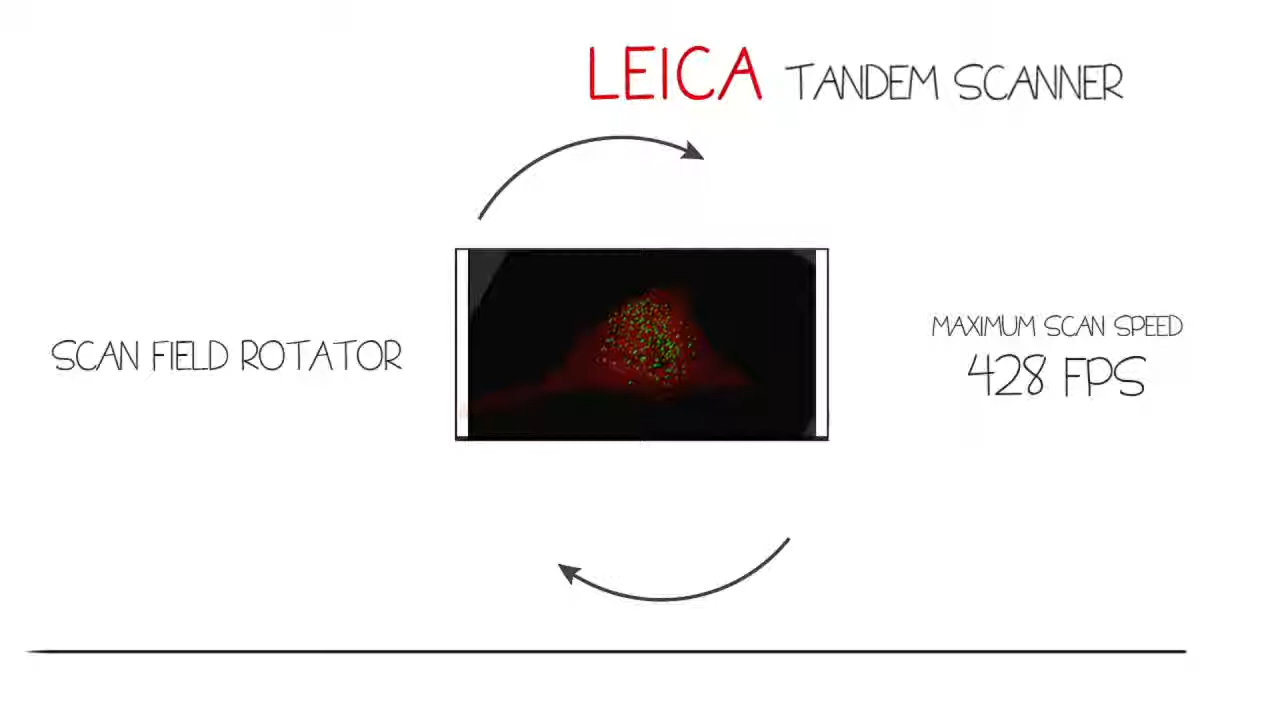 LEICA TANDEM SCANNER
SCAN FIELD ROTATOR
MAXIMUM SCAN SPEED
428 FPS